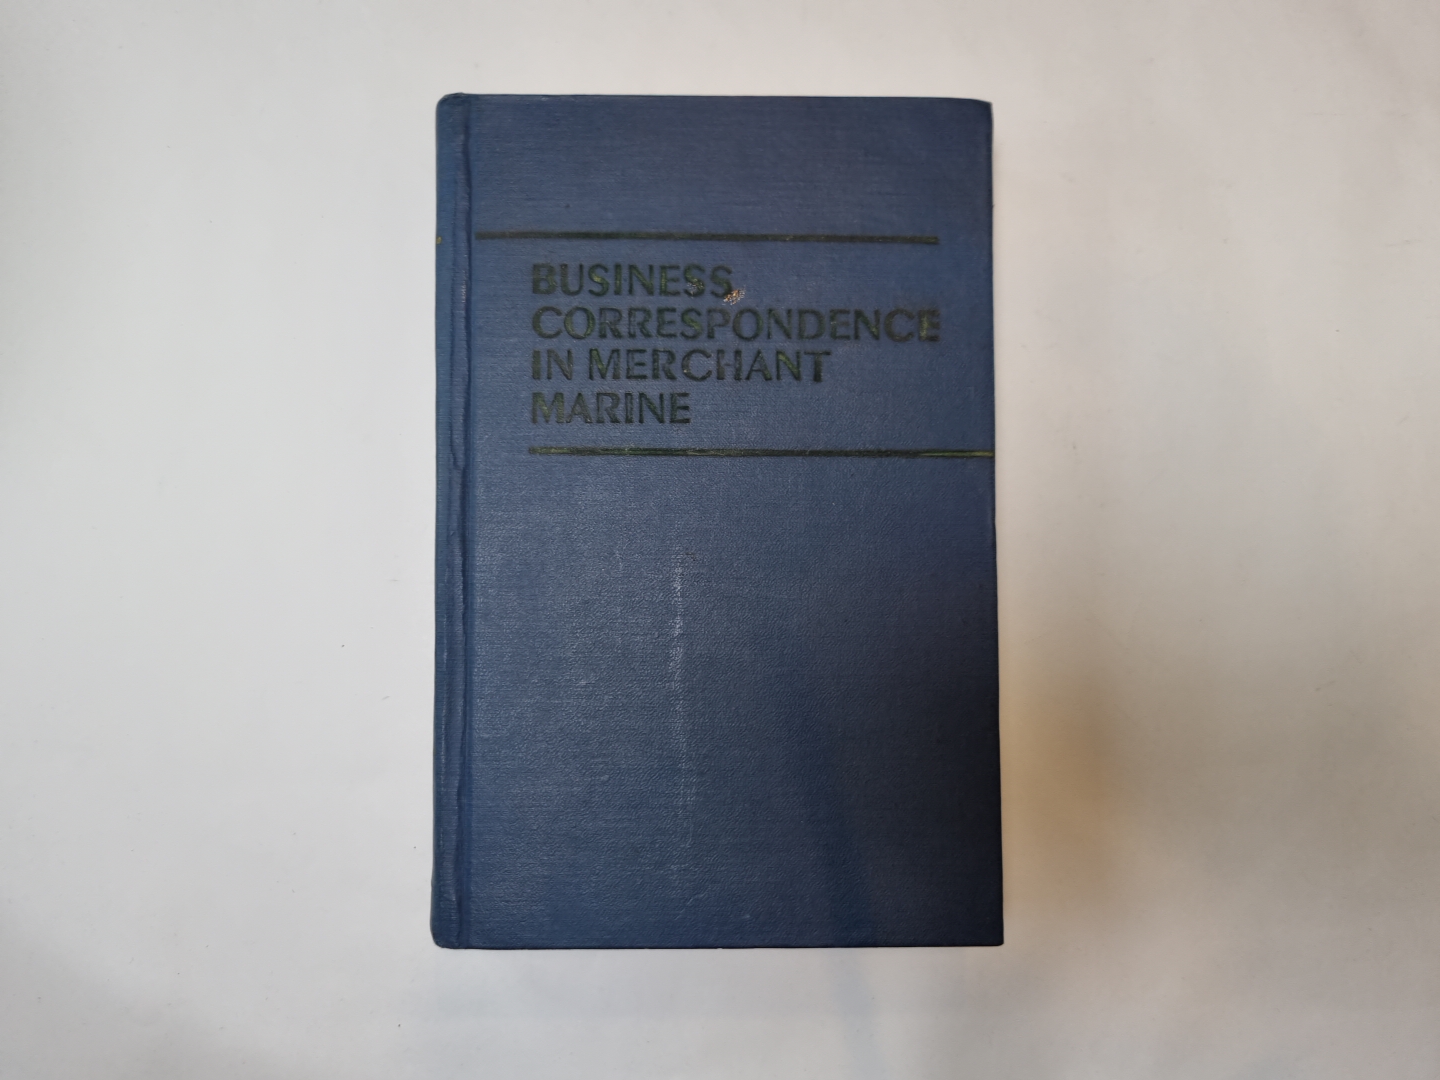 BUSINESS
CORRESPONDENCE
IN MERCHANT
MARINE